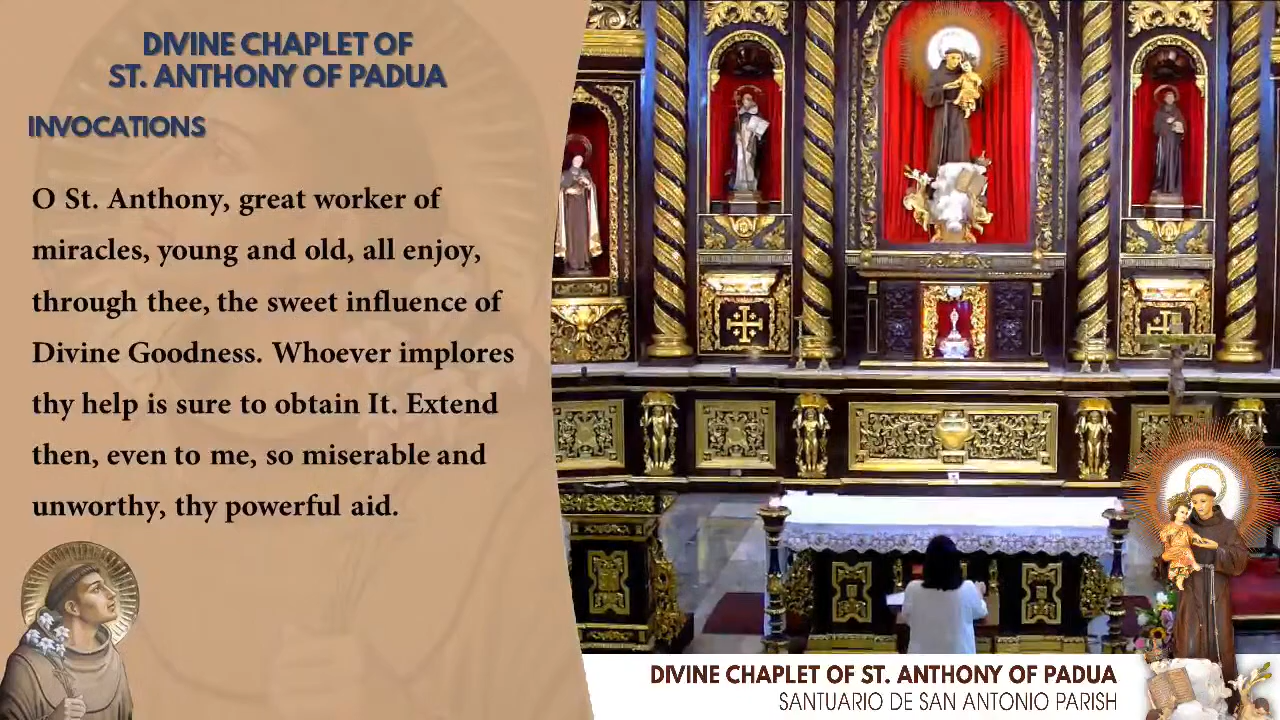 DIVINE CHAPLET OF
ST. ANTHONY OF PADUA
INVOCATIONS
O St. Anthony, great worker of
miracles, young and old, all enjoy,
through thee, the sweet influence of
Divine Goodness. Whoever implores
thy help is sure to obtain It. Extend
then, even to me, so miserable and
unworthy, thy powerful aid.
DIVINE CHAPLET OF ST. ANTHONY OF PADUA
SANTUARIO DE SAN ANTONIO PARISH